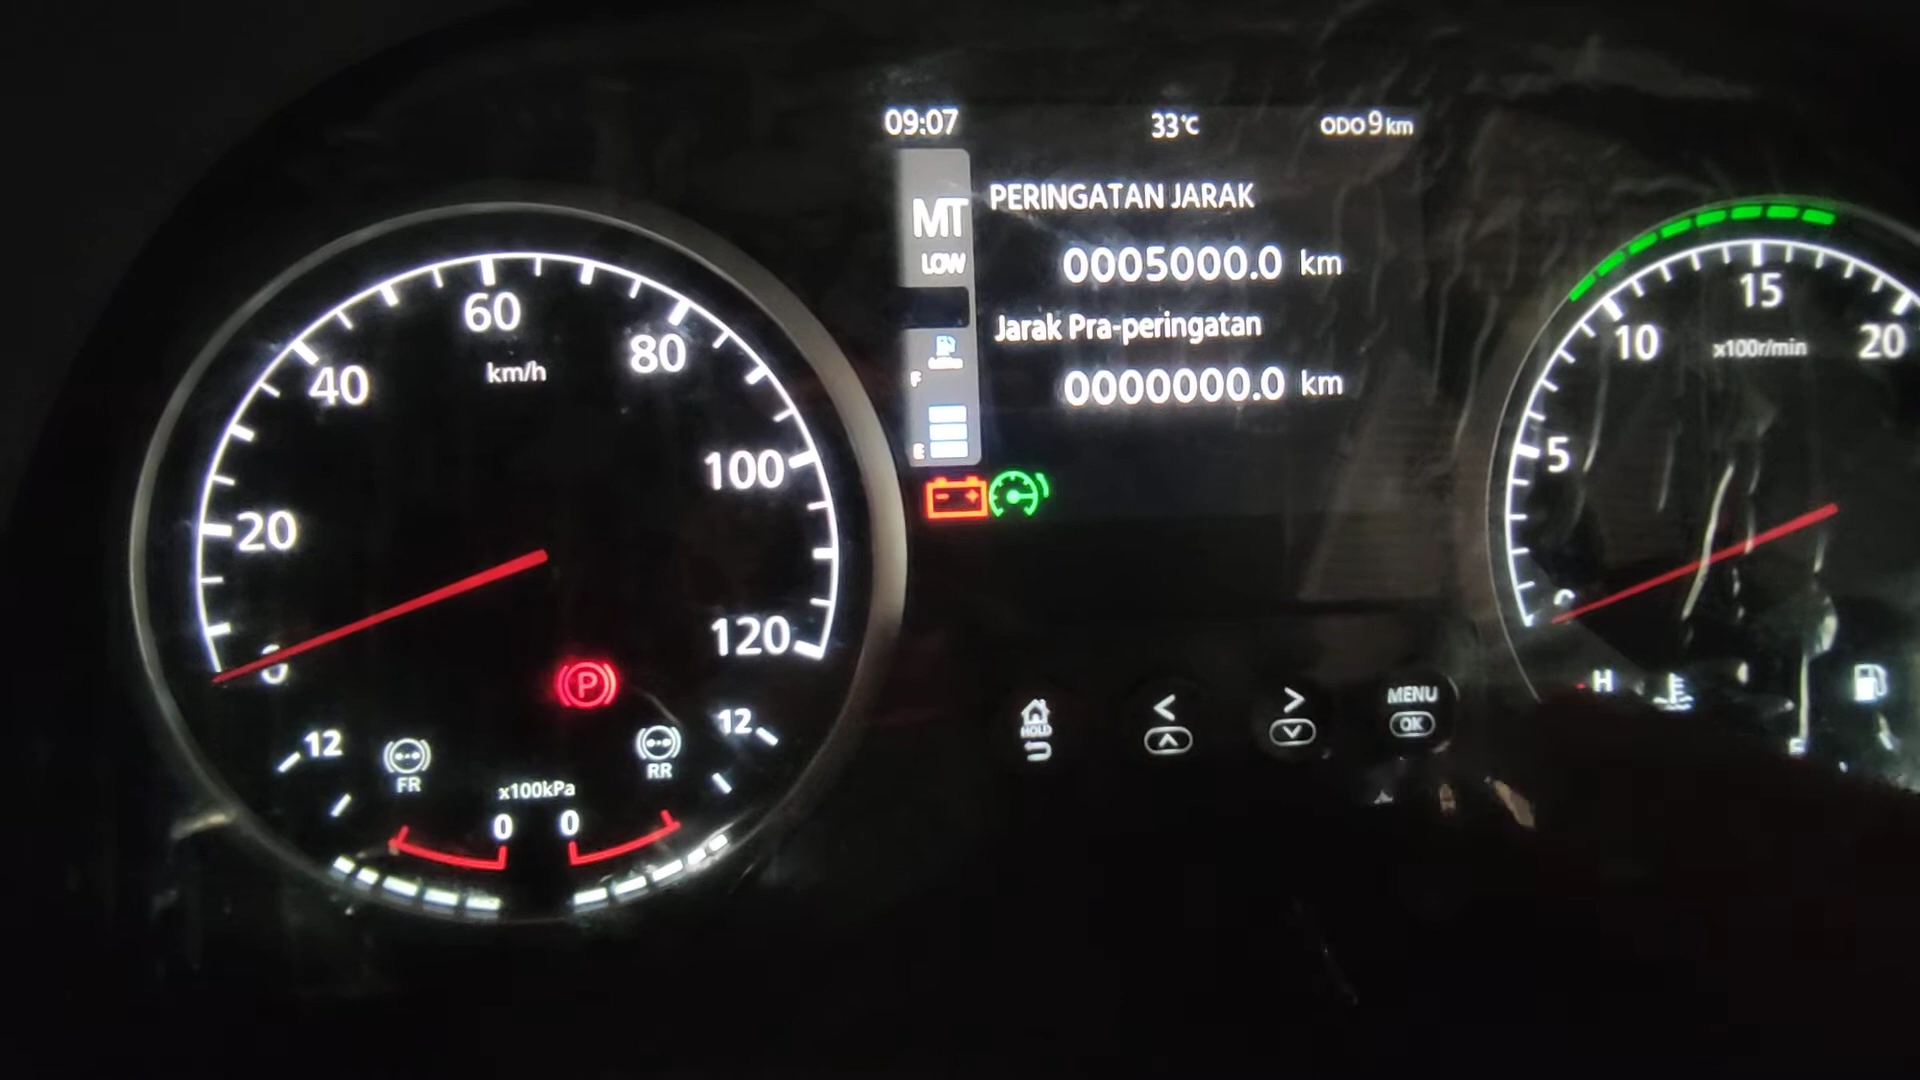 09:07
33°C
ODO 9 km
MT
LOW
PERINGATAN JARAK
0005000.0 km
Jarak Pra-peringatan
0000000.0 km
F
E
0
20
40
60
80
100
120
km/h
P
12
FR
x100kPa
0
0
RR
12
HOLD
MENU
OK
0
5
10
15
20
x100r/min
H